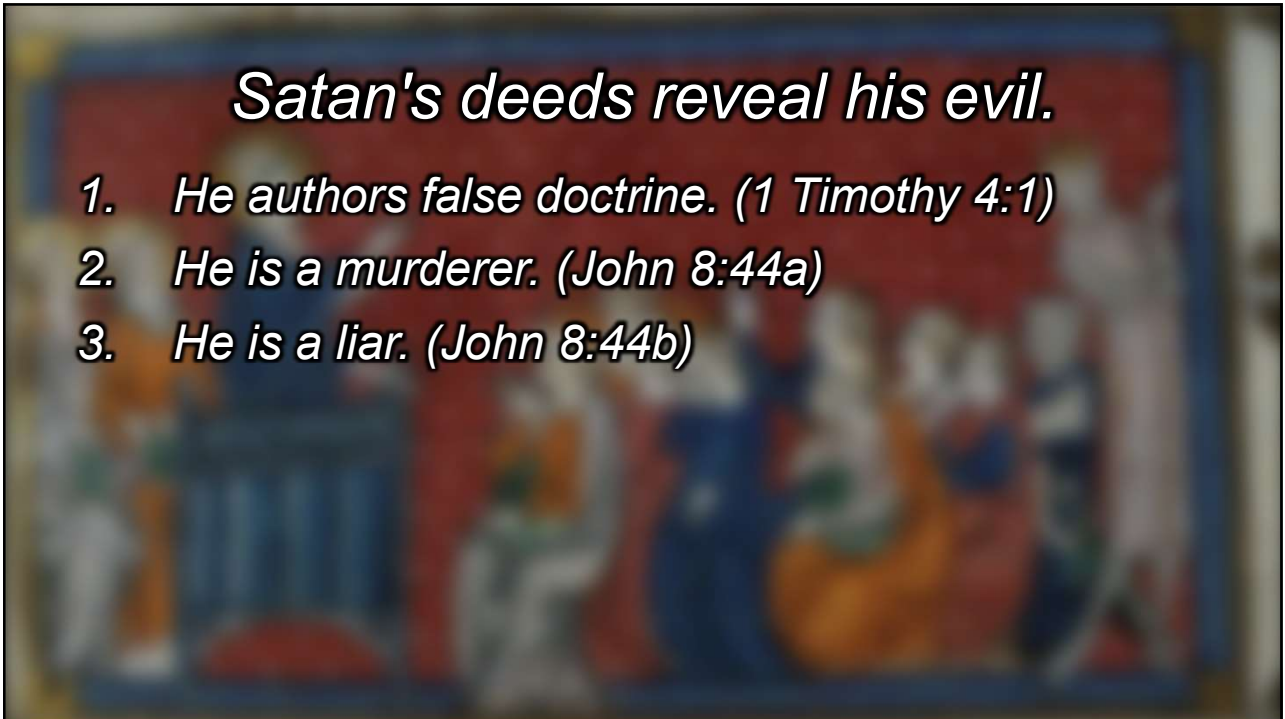 Satan's deeds reveal his evil.
1. He authors false doctrine. (1 Timothy 4:1)
2. He is a murderer. (John 8:44a)
3. He is a liar. (John 8:44b)